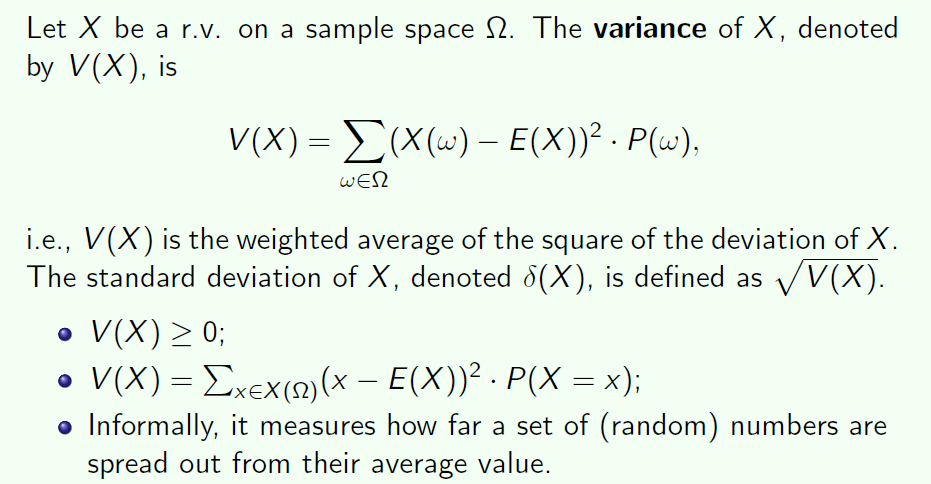 Let X be a r.v. on a sample space Ω. The variance of X, denoted
by V(X), is
V(X) = ∑_{ω∈Ω} (X(ω) − E(X))² · P(ω),
i.e., V(X) is the weighted average of the square of the deviation of X.
The standard deviation of X, denoted δ(X), is defined as √V(X).
• V(X) ≥ 0;
• V(X) = ∑_{x∈X(Ω)} (x − E(X))² · P(X = x);
• Informally, it measures how far a set of (random) numbers are
spread out from their average value.